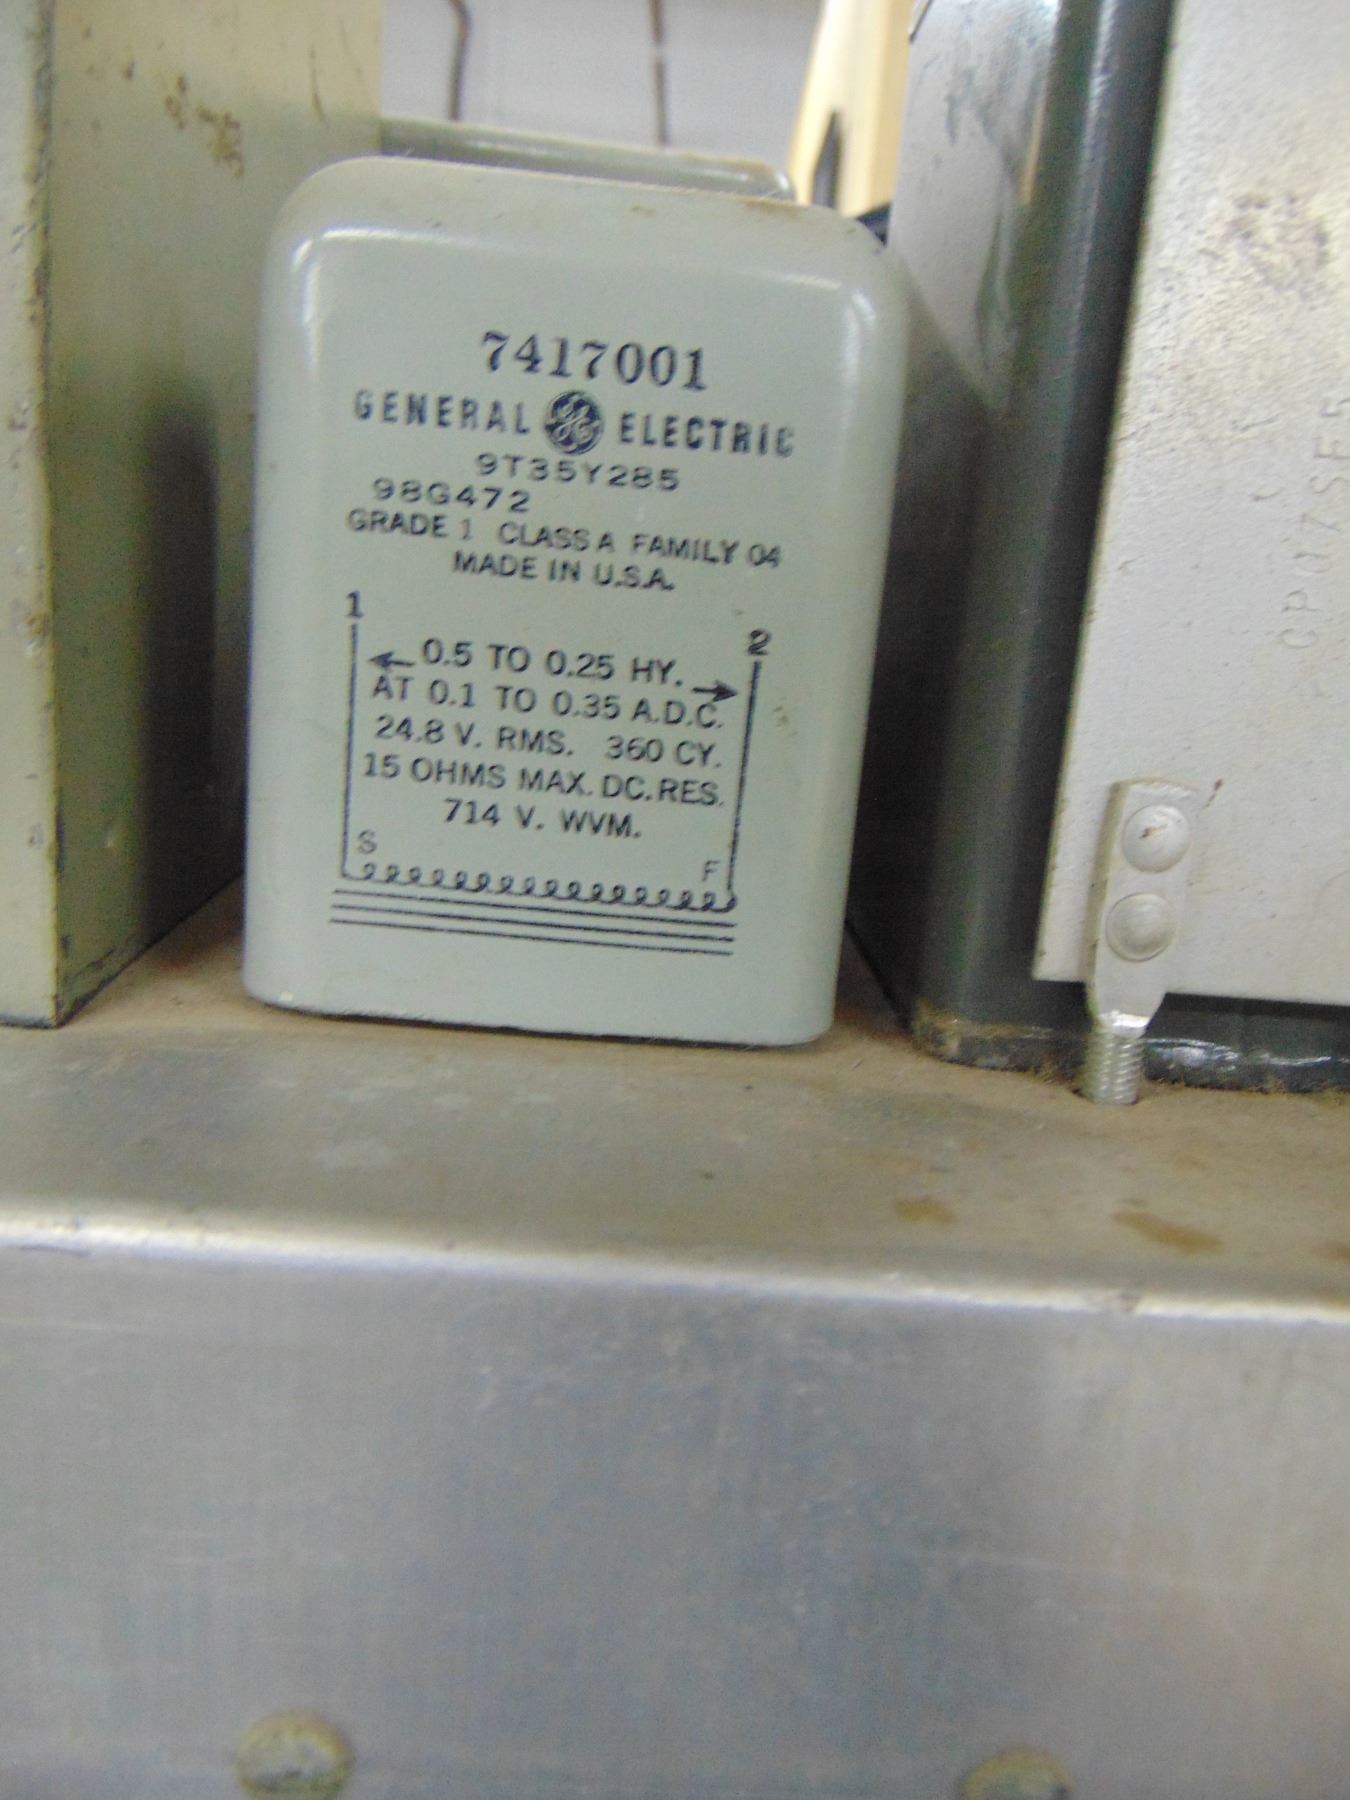 7417001
GENERAL GE ELECTRIC
9T35Y285
98G472
GRADE 1 CLASS A FAMILY 04
MADE IN U.S.A.
1
2
0.5 TO 0.25 HY.
AT 0.1 TO 0.35 A.D.C.
24.8 V. RMS. 360 CY.
15 OHMS MAX. DC. RES.
714 V. WVM.
S
F